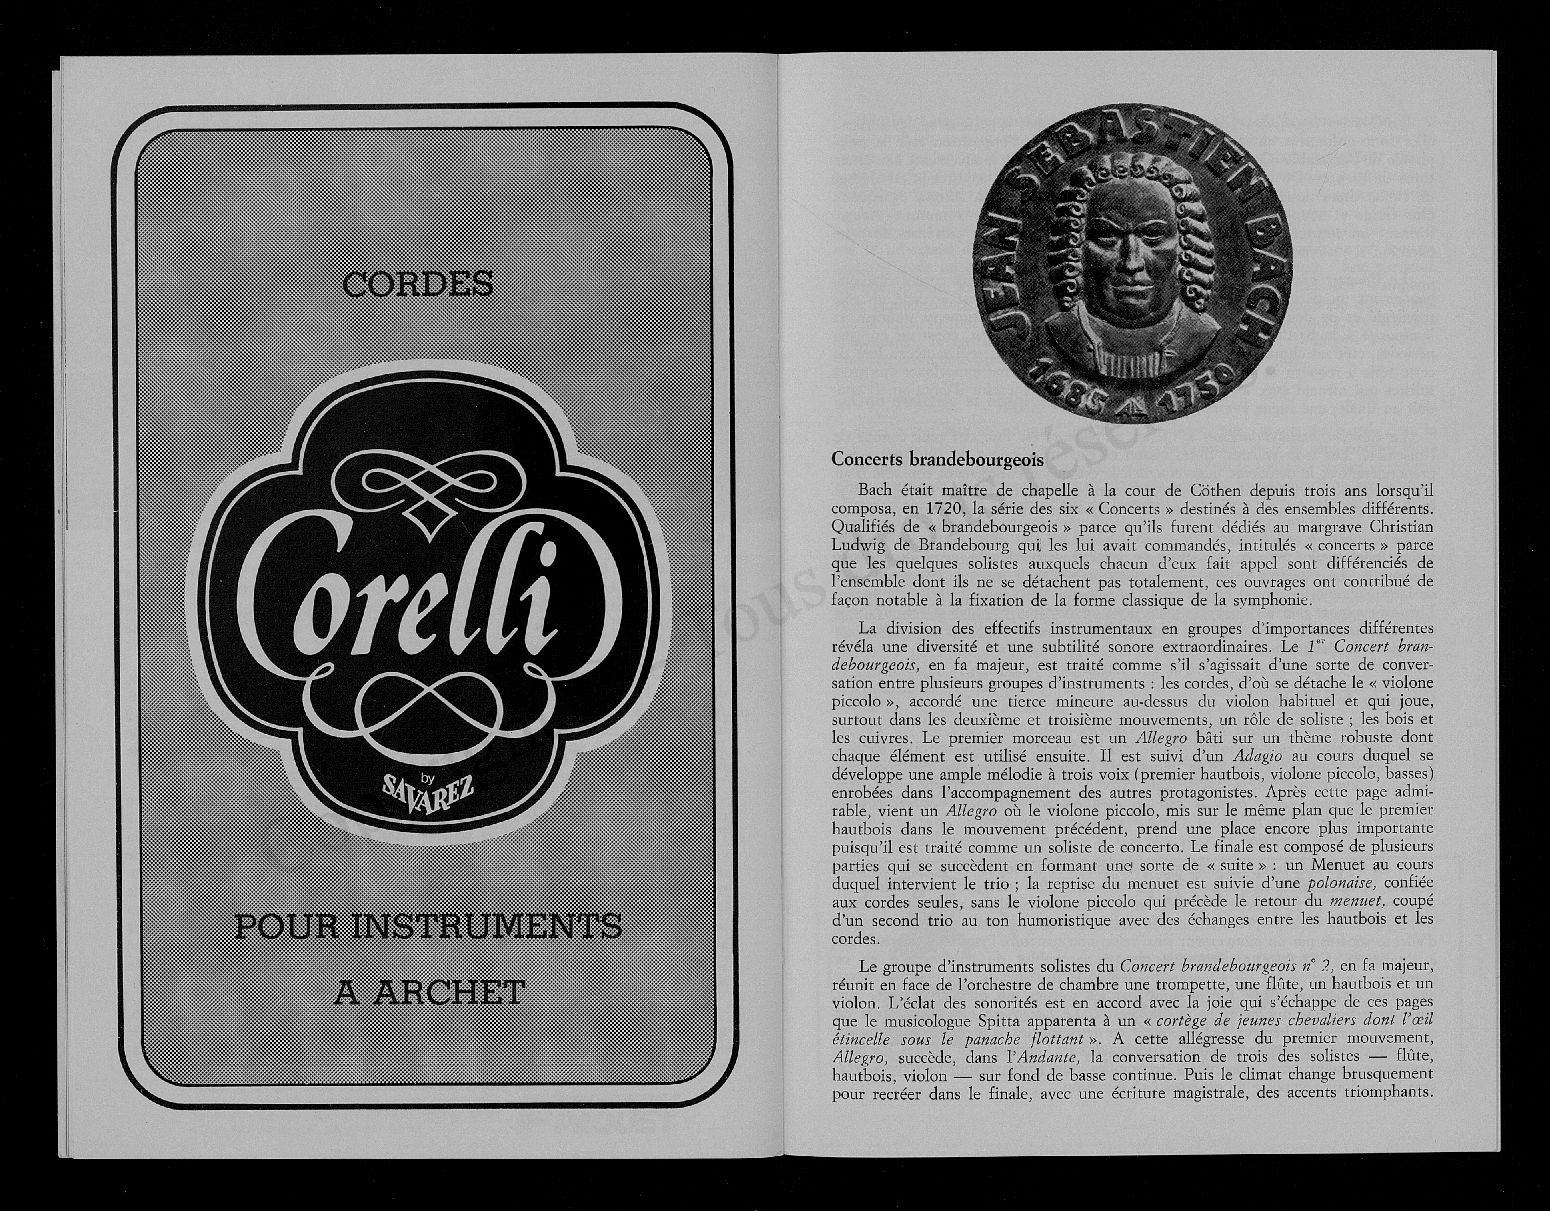 CORDES
Corelli
by
SAVAREZ
POUR INSTRUMENTS
A ARCHET
JEAN SEBASTIEN BACH
1685 1750
Concerts brandebourgeois
Bach était maître de chapelle à la cour de Cöthen depuis trois ans lorsqu'il
composa, en 1720, la série des six « Concerts » destinés à des ensembles différents.
Qualifiés de « brandebourgeois » parce qu'ils furent dédiés au margrave Christian
Ludwig de Brandebourg qui les lui avait commandés, intitulés « concerts » parce
que les quelques solistes auxquels chacun d'eux fait appel sont différenciés de
l'ensemble dont ils ne se détachent pas totalement, ces ouvrages ont contribué de
façon notable à la fixation de la forme classique de la symphonie.
La division des effectifs instrumentaux en groupes d'importances différentes
révéla une diversité et une subtilité sonore extraordinaires. Le 1er Concert bran-
debourgeois, en fa majeur, est traité comme s'il s'agissait d'une sorte de conver-
sation entre plusieurs groupes d'instruments : les cordes, d'où se détache le « violone
piccolo », accordé une tierce mineure au-dessus du violon habituel et qui joue,
surtout dans les deuxième et troisième mouvements, un rôle de soliste ; les bois et
les cuivres. Le premier morceau est un Allegro bâti sur un thème robuste dont
chaque élément est utilisé ensuite. Il est suivi d'un Adagio au cours duquel se
développe une ample mélodie à trois voix (premier hautbois, violone piccolo, basses)
enrobées dans l'accompagnement des autres protagonistes. Après cette page admi-
rable, vient un Allegro où le violone piccolo, mis sur le même plan que le premier
hautbois dans le mouvement précédent, prend une place encore plus importante
puisqu'il est traité comme un soliste de concerto. Le finale est composé de plusieurs
parties qui se succèdent en formant une sorte de « suite » : un Menuet au cours
duquel intervient le trio ; la reprise du menuet est suivie d'une polonaise, confiée
aux cordes seules, sans le violone piccolo qui précède le retour du menuet, coupé
d'un second trio au ton humoristique avec des échanges entre les hautbois et les
cordes.
Le groupe d'instruments solistes du Concert brandebourgeois n° 2, en fa majeur,
réunit en face de l'orchestre de chambre une trompette, une flûte, un hautbois et un
violon. L'éclat des sonorités est en accord avec la joie qui s'échappe de ces pages
que le musicologue Spitta apparenta à un « cortège de jeunes chevaliers dont l'œil
étincelle sous le panache flottant ». A cette allégresse du premier mouvement,
Allegro, succède, dans l'Andante, la conversation de trois des solistes — flûte,
hautbois, violon — sur fond de basse continue. Puis le climat change brusquement
pour recréer dans le finale, avec une écriture magistrale, des accents triomphants.